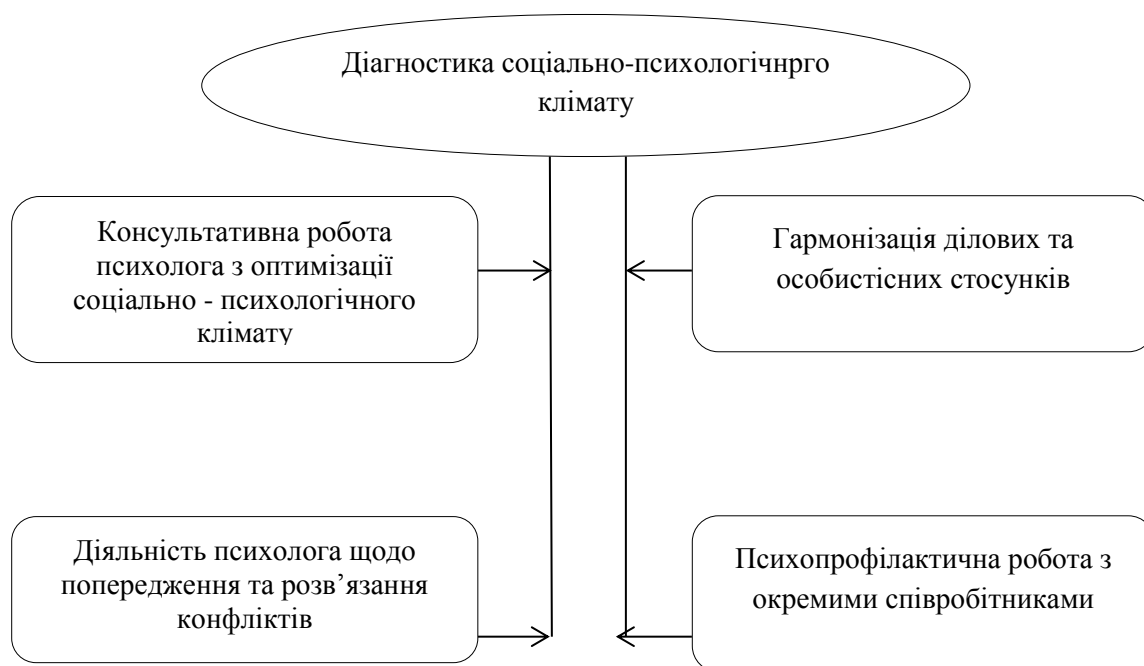 Діагностика соціально-психологічнрго
клімату
Консультативна робота
психолога з оптимізації
соціально - психологічного
клімату
Гармонізація ділових та
особистісних стосунків
Діяльність психолога щодо
попередження та розв’язання
конфліктів
Психопрофілактична робота з
окремими співробітниками